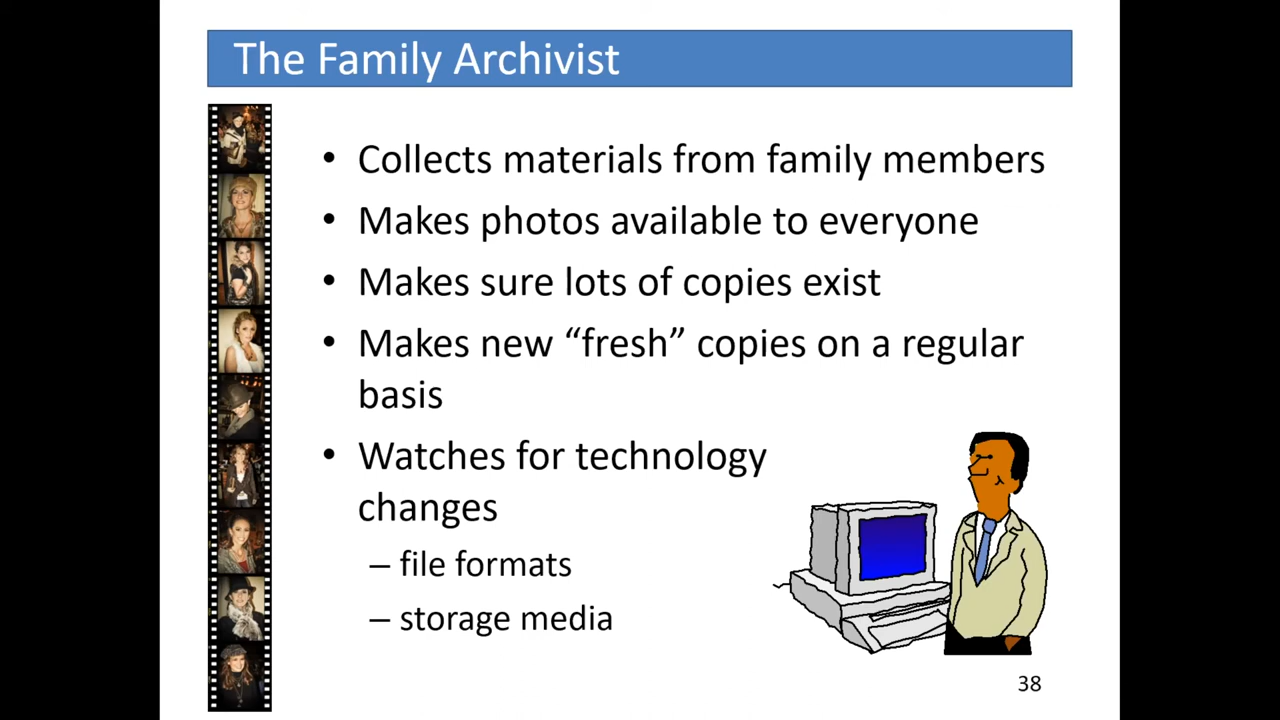 The Family Archivist
• Collects materials from family members
• Makes photos available to everyone
• Makes sure lots of copies exist
• Makes new “fresh” copies on a regular
basis
• Watches for technology
changes
– file formats
– storage media
38